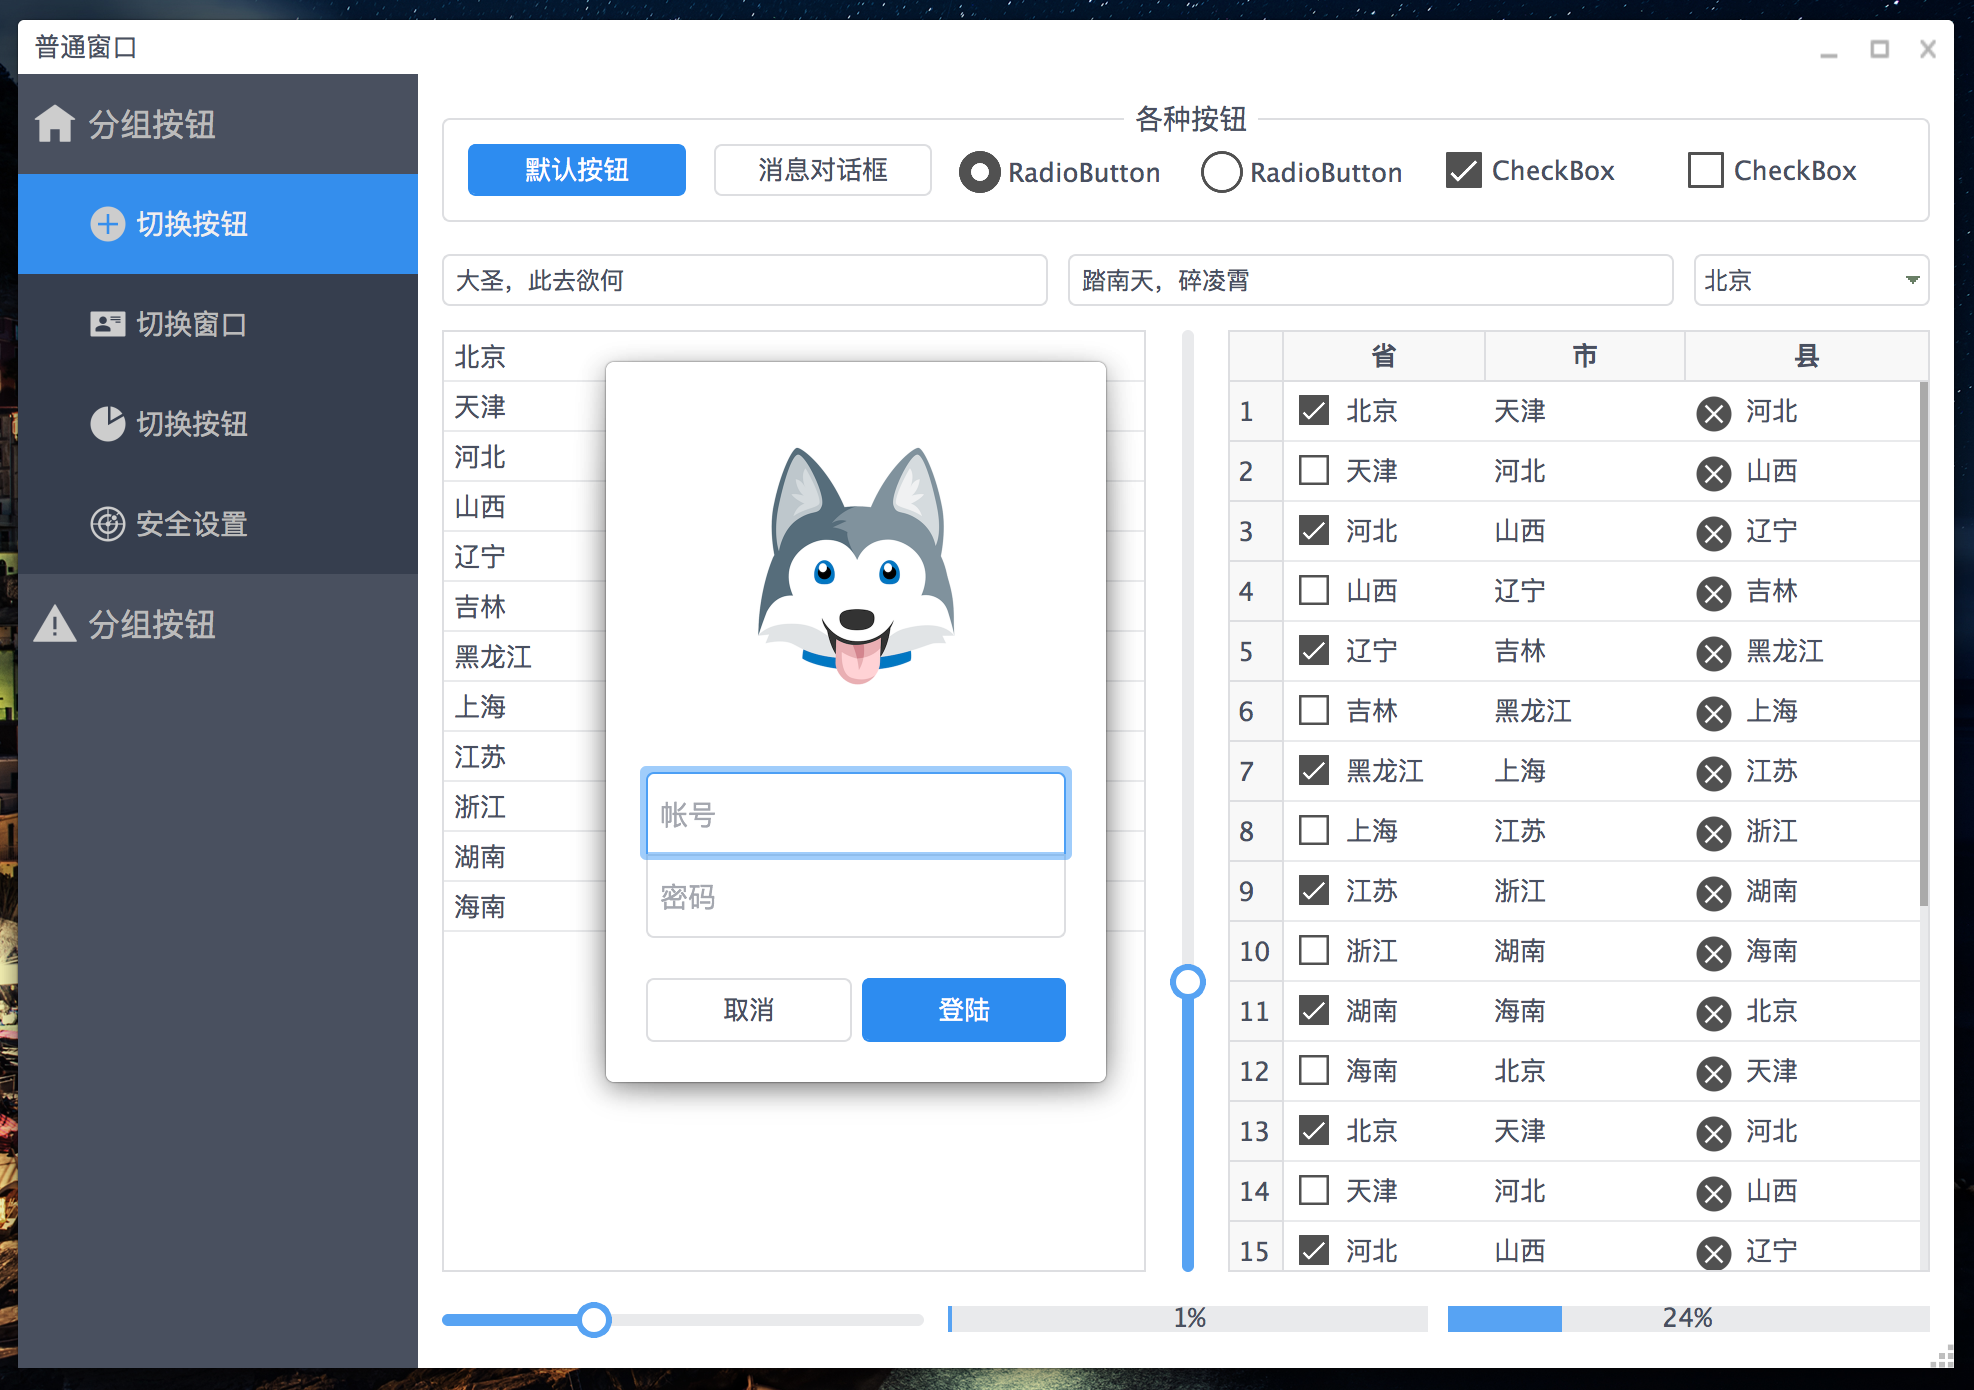 普通窗口
分组按钮
切换按钮
切换窗口
切换按钮
安全设置
分组按钮
各种按钮
默认按钮 消息对话框 RadioButton RadioButton CheckBox CheckBox
大圣，此去欲何 踏南天，碎凌霄 北京
北京
天津
河北
山西
辽宁
吉林
黑龙江
上海
江苏
浙江
湖南
海南
帐号
密码
取消 登陆
省 市 县
1 北京 天津 河北
2 天津 河北 山西
3 河北 山西 辽宁
4 山西 辽宁 吉林
5 辽宁 吉林 黑龙江
6 吉林 黑龙江 上海
7 黑龙江 上海 江苏
8 上海 江苏 浙江
9 江苏 浙江 湖南
10 浙江 湖南 海南
11 湖南 海南 北京
12 海南 北京 天津
13 北京 天津 河北
14 天津 河北 山西
15 河北 山西 辽宁
1% 24%